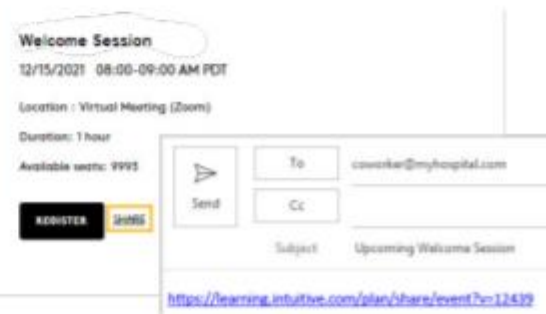 Welcome Session
12/15/2021 08:00-09:00 AM PDT
Location : Virtual Meeting (Zoom)
Duration: 1 hour
Available seats: 9995
REGISTER SHARE
Send
To coworker@myhospital.com
Cc
Subject Upcoming Welcome Session
https://learning.intuitive.com/plan/share/event?v=12439